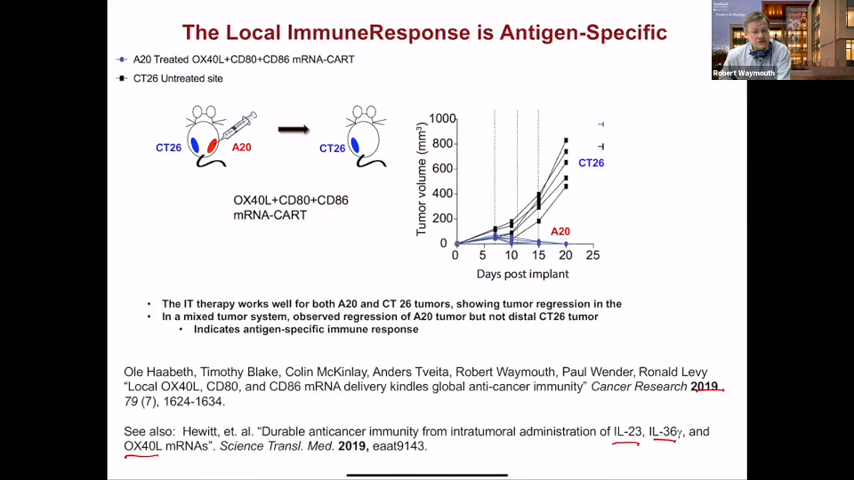 The Local ImmuneResponse is Antigen-Specific
A20 Treated OX40L+CD80+CD86 mRNA-CART
CT26 Untreated site
CT26
A20
CT26
OX40L+CD80+CD86
mRNA-CART
Tumor volume (mm³)
1000
800
600
400
200
0
CT26
A20
0 5 10 15 20 25
Days post implant
• The IT therapy works well for both A20 and CT 26 tumors, showing tumor regression in the
• In a mixed tumor system, observed regression of A20 tumor but not distal CT26 tumor
• Indicates antigen-specific immune response
Ole Haabeth, Timothy Blake, Colin McKinlay, Anders Tveita, Robert Waymouth, Paul Wender, Ronald Levy
“Local OX40L, CD80, and CD86 mRNA delivery kindles global anti-cancer immunity” Cancer Research 2019
79 (7), 1624-1634.
See also: Hewitt, et. al. “Durable anticancer immunity from intratumoral administration of IL-23, IL-36γ, and
OX40L mRNAs”. Science Transl. Med. 2019, eaat9143.
Robert Waymouth